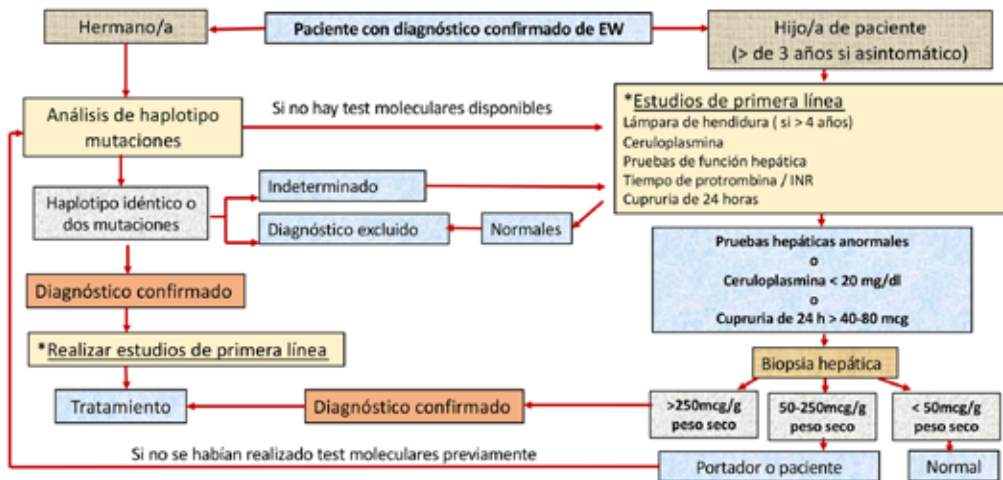 Hermano/a
Paciente con diagnóstico confirmado de EW
Hijo/a de paciente
(> de 3 años si asintomático)
Análisis de haplotipo
mutaciones
Si no hay test moleculares disponibles
*Estudios de primera línea
Lámpara de hendidura ( si > 4 años)
Ceruloplasmina
Pruebas de función hepática
Tiempo de protrombina / INR
Cupruria de 24 horas
Haplotipo idéntico o
dos mutaciones
Indeterminado
Diagnóstico excluido
Normales
Pruebas hepáticas anormales
o
Ceruloplasmina < 20 mg/dl
o
Cupruria de 24 h > 40-80 mcg
Diagnóstico confirmado
*Realizar estudios de primera línea
Biopsia hepática
Tratamiento
Diagnóstico confirmado
>250mcg/g
peso seco
50-250mcg/g
peso seco
< 50mcg/g
peso seco
Si no se habían realizado test moleculares previamente
Portador o paciente
Normal